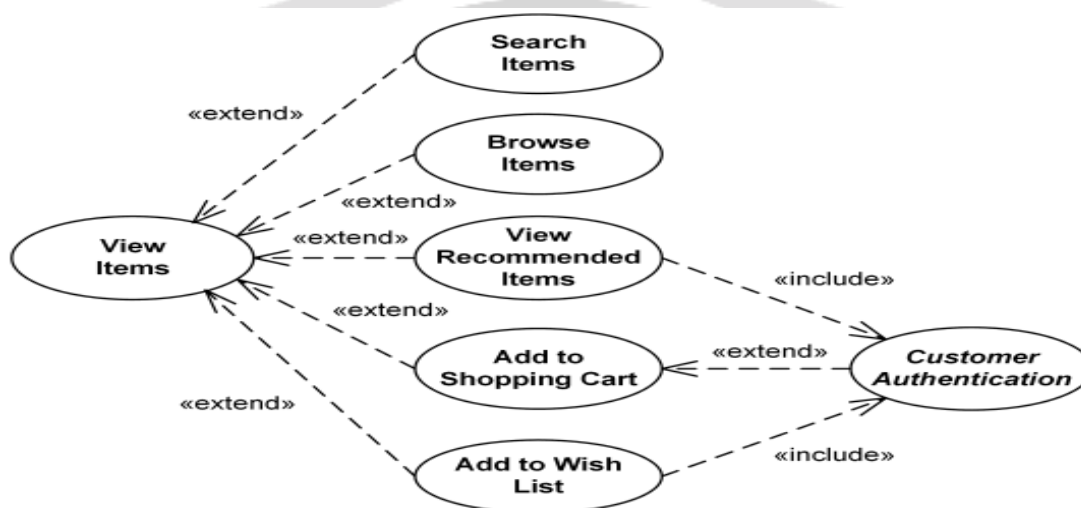 Search
Items
«extend»
Browse
Items
«extend»
View
Items
«extend»
View
Recommended
Items
«include»
«extend»
Add to
Shopping Cart
«extend»
Customer
Authentication
«extend»
Add to Wish
List
«include»